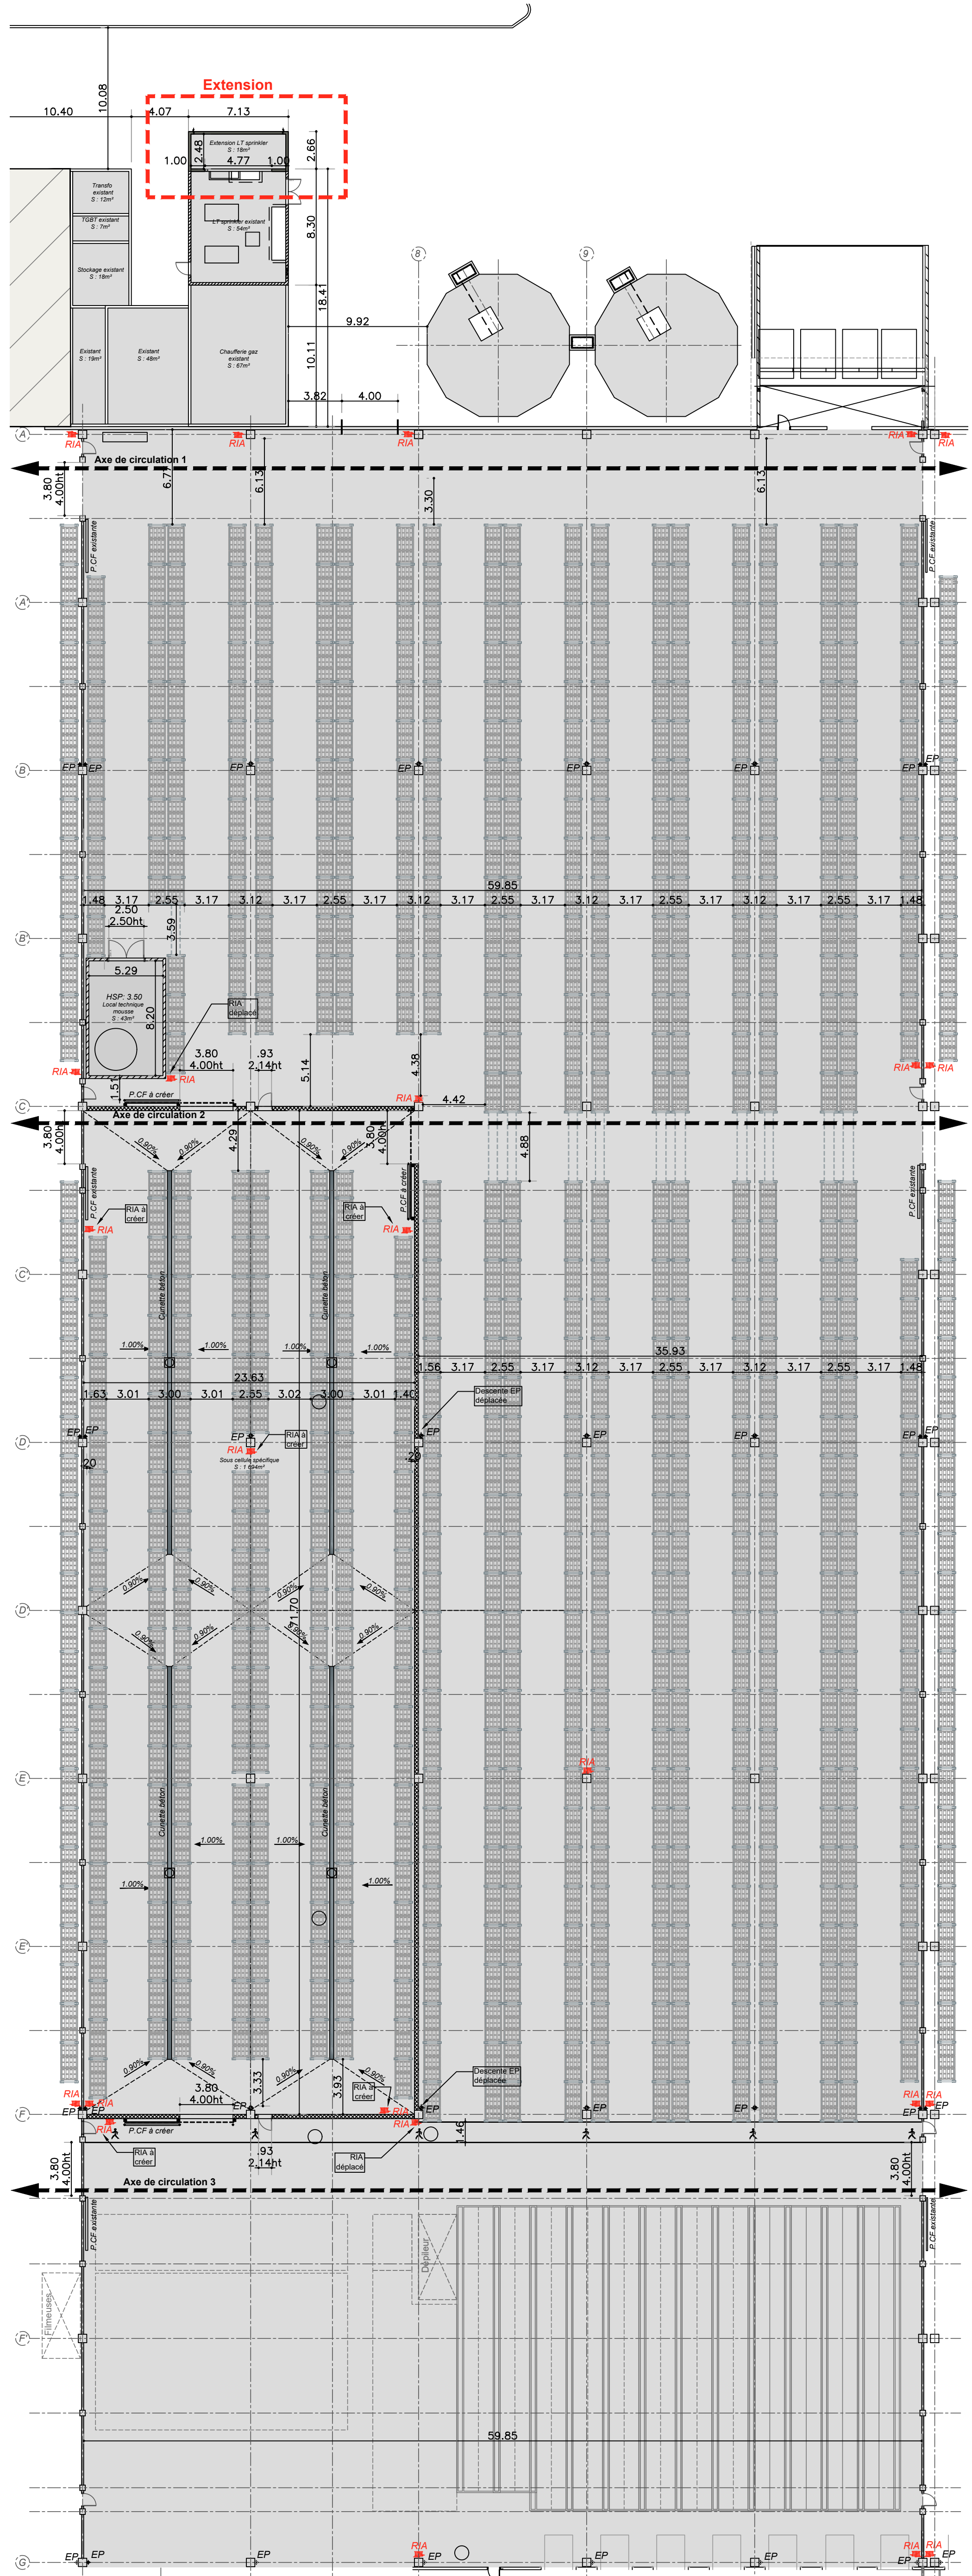 Extension
10.08
10.40
4.07
7.13
Extension LT sprinkler
S : 18m²
2.48
2.66
1.00
4.77
1.00
Transfo
existant
S : 12m²
TGBT existant
S : 7m²
LT sprinkler existant
S : 54m²
8.30
8
9
Stockage existant
S : 18m²
18.41
9.92
Existant
S : 19m²
Existant
S : 48m²
Chaufferie gaz
existant
S : 67m²
10.11
3.82
4.00
A
RIA
RIA
RIA
RIA
RIA
Axe de circulation 1
3.80
4.00ht
6.77
6.13
3.30
6.13
P.CF existante
P.CF existante
A'
B
EP
EP
EP
EP
EP
EP
EP
EP
59.85
1.48
3.17
2.55
3.17
3.12
3.17
2.55
3.17
3.12
3.17
2.55
3.17
3.12
3.17
2.55
3.17
3.12
3.17
2.55
3.17
1.48
2.50
2.50ht
3.59
B'
5.29
HSP: 3.50
Local technique
mousse
S : 43m²
8.20
RIA
déplacé
3.80
4.00ht
.93
2.14ht
5.14
4.38
RIA
RIA
RIA
RIA
1.51
P.CF à créer
RIA
4.42
C
Axe de circulation 2
3.80
4.00ht
4.29
3.80
4.00ht
4.88
0.90%
0.90%
0.90%
0.90%
P.CF existante
P.CF à créer
P.CF existante
RIA à
créer
RIA à
créer
RIA
RIA
C'
Cunette béton
Cunette béton
1.00%
1.00%
1.00%
1.00%
35.93
1.56
3.17
2.55
3.17
3.12
3.17
2.55
3.17
3.12
3.17
2.55
3.17
1.48
23.63
1.63
3.01
3.00
3.01
2.55
3.02
3.00
3.01
1.40
Descente EP
déplacée
D
EP
EP
EP
RIA
RIA à
créer
EP
EP
EP
EP
EP
Sous cellule spécifique
S : 1 694m²
.20
.20
0.90%
0.90%
0.90%
0.90%
D'
71.70
0.90%
0.90%
0.90%
0.90%
E
RIA
Cunette béton
Cunette béton
1.00%
1.00%
1.00%
1.00%
E'
0.90%
0.90%
0.90%
0.90%
3.33
3.93
Descente EP
déplacée
3.80
4.00ht
RIA à
créer
RIA
RIA
RIA
RIA
RIA
F
EP
EP
EP
EP
EP
EP
EP
EP
RIA
P.CF à créer
RIA
RIA à
créer
.93
2.14ht
RIA
déplacé
1.46
3.80
4.00ht
3.80
4.00ht
Axe de circulation 3
P.CF existante
P.CF existante
Dépileur
Filmeuses
F'
59.85
RIA
RIA
RIA
G
EP
EP
EP
EP
EP
EP
EP
EP